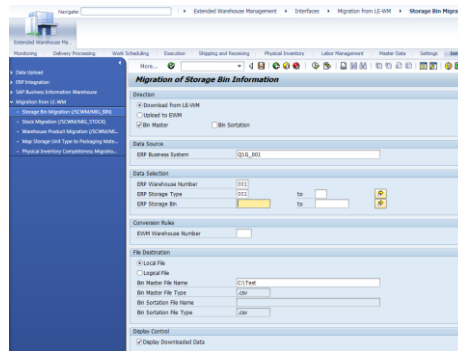 Navigate
Extended Warehouse Management
Interfaces
Migration from LE-WM
Storage Bin Migra
Extended Warehouse Ma...
Monitoring
Delivery Processing
Work Scheduling
Execution
Shipping and Receiving
Physical Inventory
Labor Management
Master Data
Settings
More...
Data Upload
ERP Integration
SAP Business Information Warehouse
Migration from LE-WM
Storage Bin Migration (/SCWM/MIG_BIN)
Stock Migration (/SCWM/MIG_STOCK)
Warehouse Product Migration (/SCWM/M...
Map Storage Unit Type to Packaging Mate...
Physical Inventory Completeness Migratio...
Migration of Storage Bin Information
Direction
Download from LE-WM
Upload to EWM
Bin Master
Bin Sortation
Data Source
ERP Business System
Data Selection
ERP Warehouse Number
001
ERP Storage Type
001
to
ERP Storage Bin
to
Conversion Rules
EWM Warehouse Number
File Destination
Local File
Logical File
Bin Master File Name
C:\Test
Bin Master File Type
.csv
Bin Sortation File Name
Bin Sortation File Type
.csv
Display Control
Display Downloaded Data